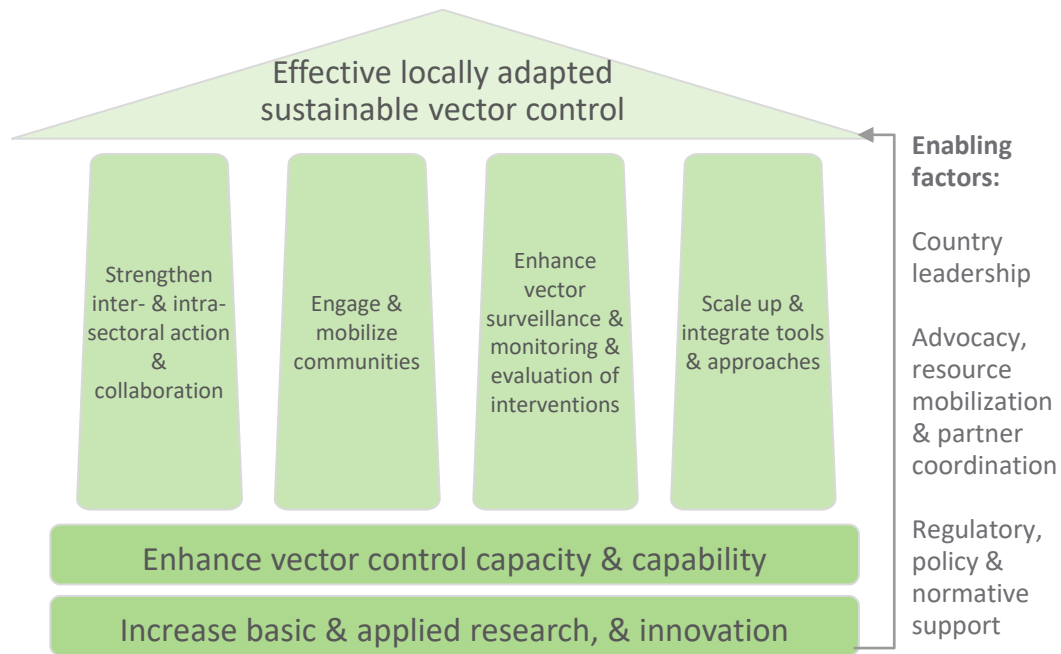 Effective locally adapted
sustainable vector control
Strengthen
inter- & intra-
sectoral action
&
collaboration
Engage &
mobilize
communities
Enhance
vector
surveillance &
monitoring &
evaluation of
interventions
Scale up &
integrate tools
& approaches
Enhance vector control capacity & capability
Increase basic & applied research, & innovation
Enabling
factors:
Country
leadership
Advocacy,
resource
mobilization
& partner
coordination
Regulatory,
policy &
normative
support